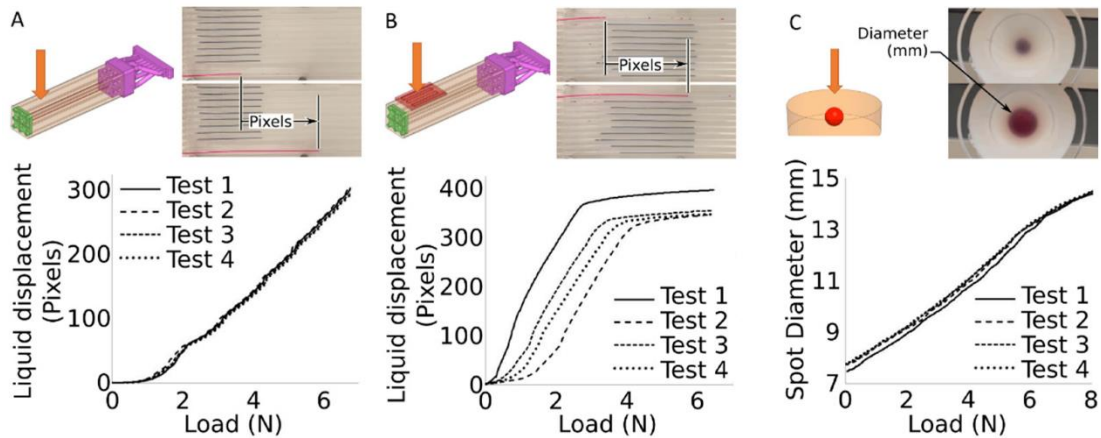 A
Pixels
Liquid displacement
(Pixels)
300
200
100
0
Test 1
Test 2
Test 3
Test 4
0
2
4
6
Load (N)
B
Pixels
Liquid displacement
(Pixels)
400
300
200
100
0
Test 1
Test 2
Test 3
Test 4
0
2
4
6
Load (N)
C
Diameter
(mm)
Spot Diameter (mm)
15
13
11
9
7
Test 1
Test 2
Test 3
Test 4
0
2
4
6
8
Load (N)